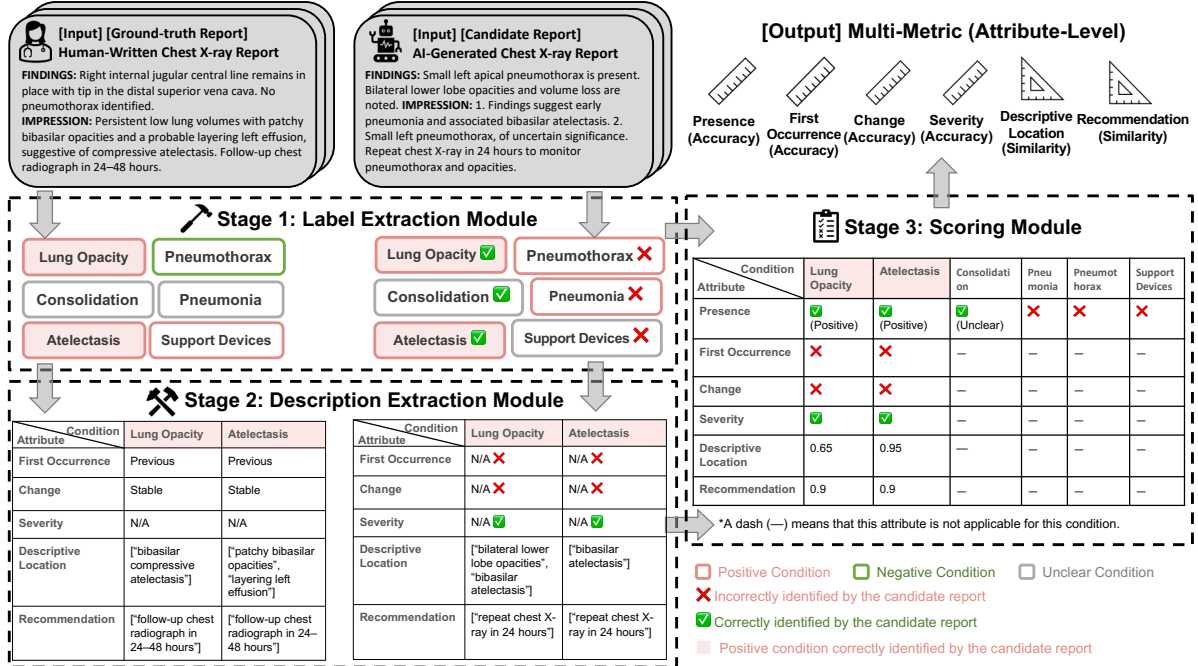 [Input] [Ground-truth Report]
Human-Written Chest X-ray Report
FINDINGS: Right internal jugular central line remains in
place with tip in the distal superior vena cava. No
pneumothorax identified.
IMPRESSION: Persistent low lung volumes with patchy
bibasilar opacities and a probable layering left effusion,
suggestive of compressive atelectasis. Follow-up chest
radiograph in 24–48 hours.
[Input] [Candidate Report]
AI-Generated Chest X-ray Report
FINDINGS: Small left apical pneumothorax is present.
Bilateral lower lobe opacities and volume loss are
noted. IMPRESSION: 1. Findings suggest early
pneumonia and associated bibasilar atelectasis. 2.
Small left pneumothorax, of uncertain significance.
Repeat chest X-ray in 24 hours to monitor
pneumothorax and opacities.
[Output] Multi-Metric (Attribute-Level)
Presence
(Accuracy)
First
Occurrence
(Accuracy)
Change
(Accuracy)
Severity
(Accuracy)
Descriptive
Location
(Similarity)
Recommendation
(Similarity)
Stage 1: Label Extraction Module
Lung Opacity
Pneumothorax
Consolidation
Pneumonia
Atelectasis
Support Devices
Lung Opacity ✅
Pneumothorax ❌
Consolidation ✅
Pneumonia ❌
Atelectasis ✅
Support Devices ❌
Stage 2: Description Extraction Module
Condition
Attribute
Lung Opacity
Atelectasis
First Occurrence
Previous
Previous
Change
Stable
Stable
Severity
N/A
N/A
Descriptive
Location
["bibasilar
compressive
atelectasis"]
["patchy bibasilar
opacities",
"layering left
effusion"]
Recommendation
["follow-up chest
radiograph in
24–48 hours"]
["follow-up chest
radiograph in 24–
48 hours"]
Condition
Attribute
Lung Opacity
Atelectasis
First Occurrence
N/A ❌
N/A ❌
Change
N/A ❌
N/A ❌
Severity
N/A ✅
N/A ✅
Descriptive
Location
["bilateral lower
lobe opacities",
"bibasilar
atelectasis"]
["bibasilar
atelectasis"]
Recommendation
["repeat chest X-
ray in 24 hours"]
["repeat chest X-
ray in 24 hours"]
Stage 3: Scoring Module
Condition
Attribute
Lung
Opacity
Atelectasis
Consolidati
on
Pneu
monia
Pneumot
horax
Support
Devices
Presence
✅
(Positive)
✅
(Positive)
✅
(Unclear)
❌
❌
❌
First Occurrence
❌
❌
—
—
—
—
Change
❌
❌
—
—
—
—
Severity
✅
✅
—
—
—
—
Descriptive
Location
0.65
0.95
—
—
—
—
Recommendation
0.9
0.9
—
—
—
—
*A dash (—) means that this attribute is not applicable for this condition.
Positive Condition
Negative Condition
Unclear Condition
❌ Incorrectly identified by the candidate report
✅ Correctly identified by the candidate report
Positive condition correctly identified by the candidate report